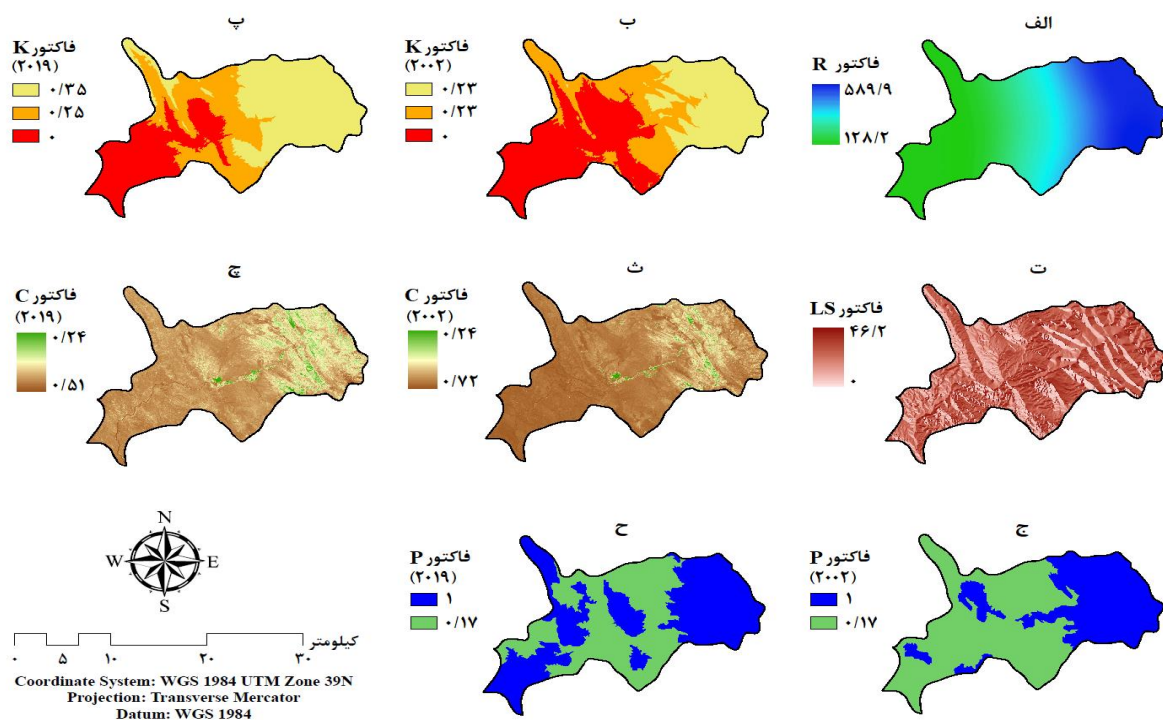 الف
فاکتور R
۵۸۹/۹
۱۲۸/۲
ب
فاکتور K
(۲۰۰۲)
۰/۲۳
۰/۲۳
۰
پ
فاکتور K
(۲۰۱۹)
۰/۳۵
۰/۲۵
۰
ت
فاکتور LS
۴۶/۲
۰
ث
فاکتور C
(۲۰۰۲)
۰/۲۴
۰/۷۲
چ
فاکتور C
(۲۰۱۹)
۰/۲۴
۰/۵۱
ج
فاکتور P
(۲۰۰۲)
۱
۰/۱۷
ح
فاکتور P
(۲۰۱۹)
۱
۰/۱۷
N
W E
S
کیلومتر
۰ ۵ ۱۰ ۲۰ ۳۰
Coordinate System: WGS 1984 UTM Zone 39N
Projection: Transverse Mercator
Datum: WGS 1984